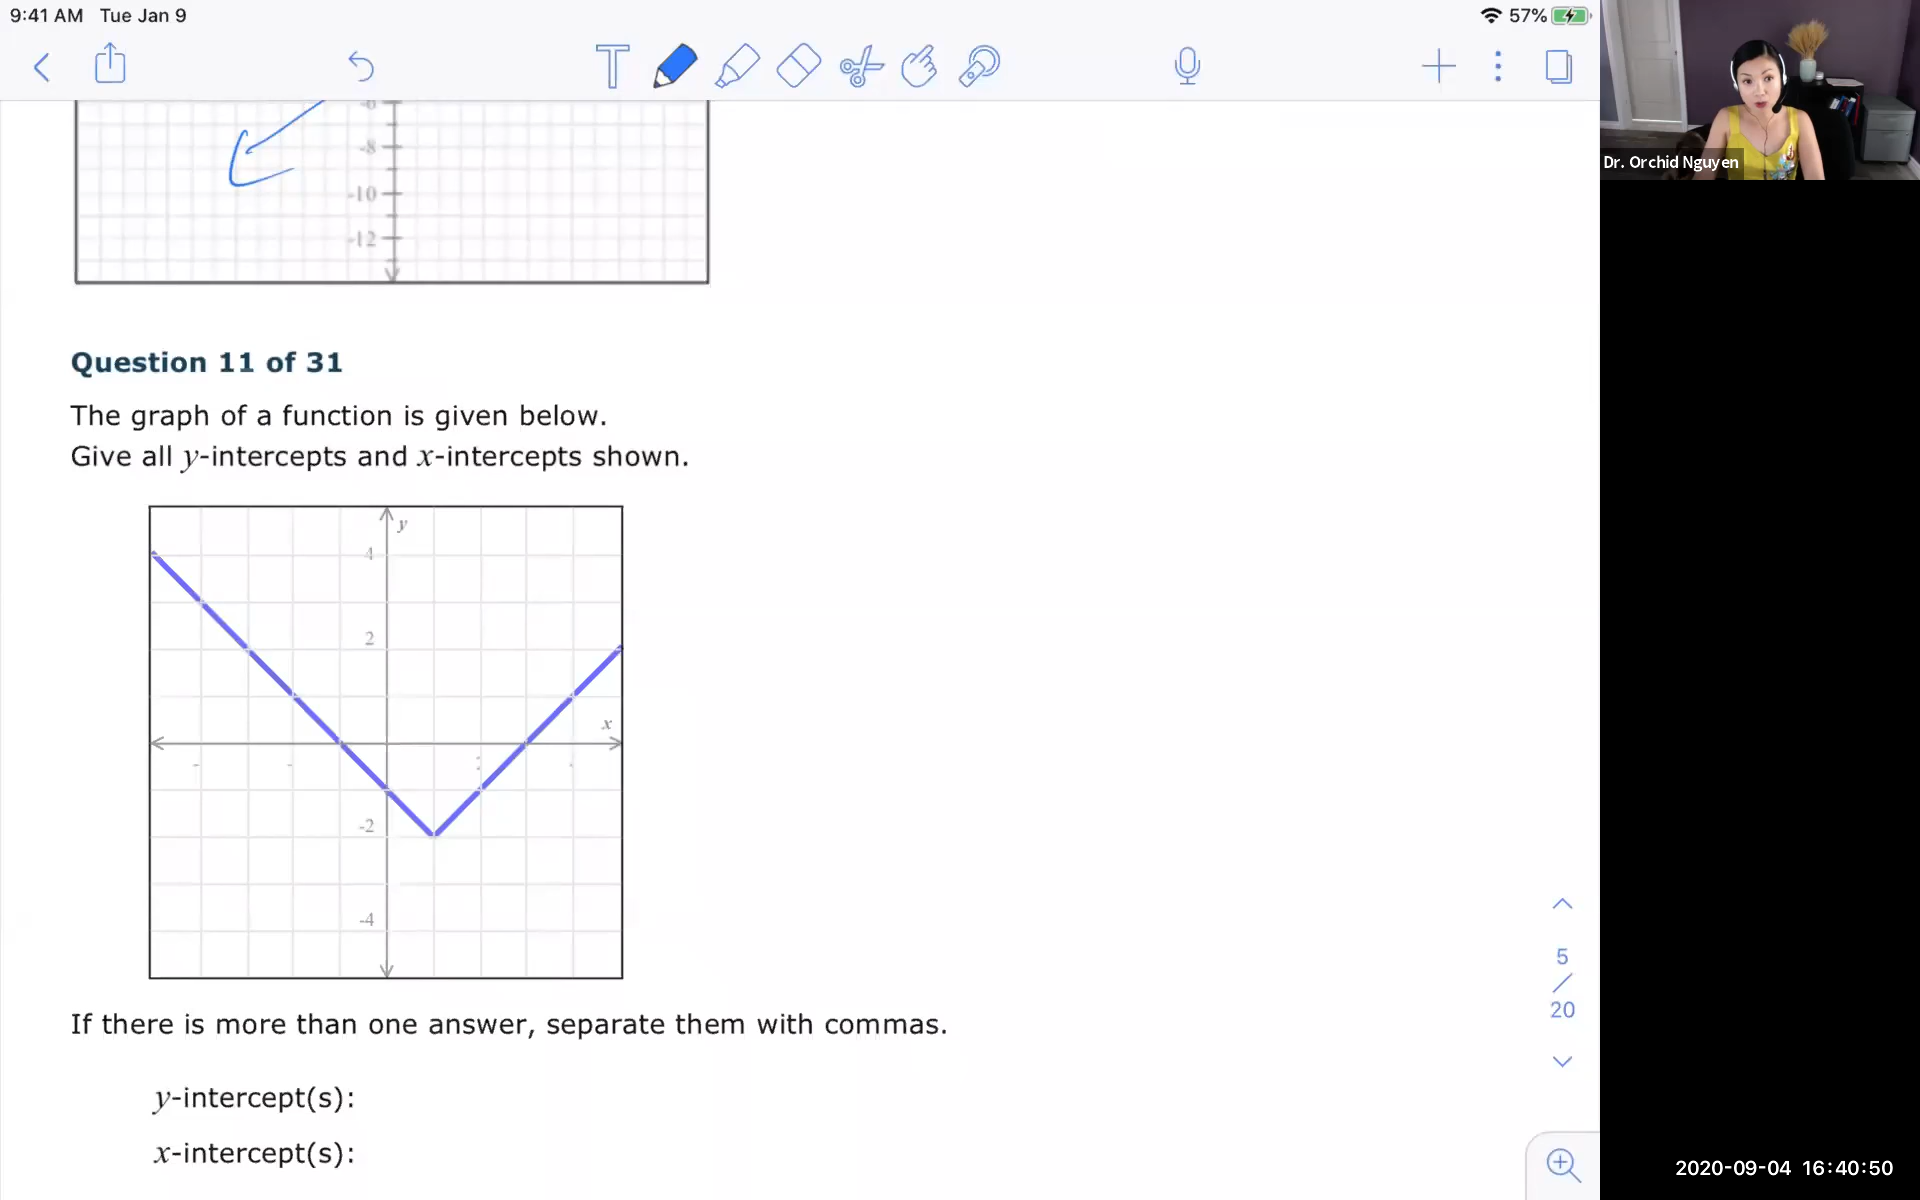 9:41 AM Tue Jan 9
57%
T
-8
-10
-12
Dr. Orchid Nguyen
Question 11 of 31
The graph of a function is given below.
Give all y-intercepts and x-intercepts shown.
y
4
2
x
-2
-4
If there is more than one answer, separate them with commas.
y-intercept(s):
x-intercept(s):
5
/
20
2020-09-04 16:40:50